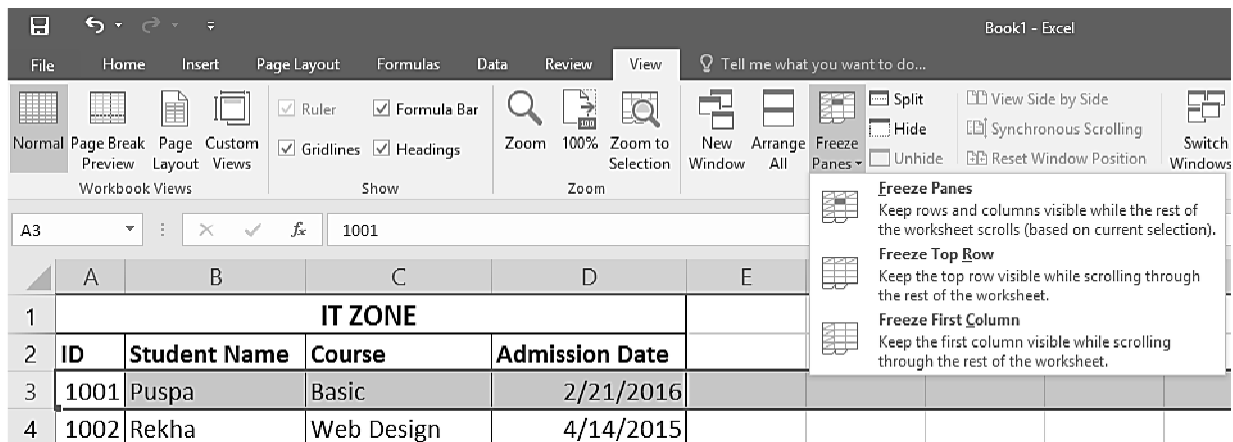 Book1 - Excel
File Home Insert Page Layout Formulas Data Review View Tell me what you want to do...
Normal Page Break Preview Page Layout Custom Views
Workbook Views
Ruler Formula Bar
Gridlines Headings
Show
Zoom 100% Zoom to Selection
100
Zoom
New Window Arrange All Freeze Panes
Split View Side by Side
Hide Synchronous Scrolling
Unhide Reset Window Position
Switch Windows
Freeze Panes
Keep rows and columns visible while the rest of
the worksheet scrolls (based on current selection).
Freeze Top Row
Keep the top row visible while scrolling through
the rest of the worksheet.
Freeze First Column
Keep the first column visible while scrolling
through the rest of the worksheet.
A3 fx 1001
A B C D E
1 IT ZONE
2 ID Student Name Course Admission Date
3 1001 Puspa Basic 2/21/2016
4 1002 Rekha Web Design 4/14/2015